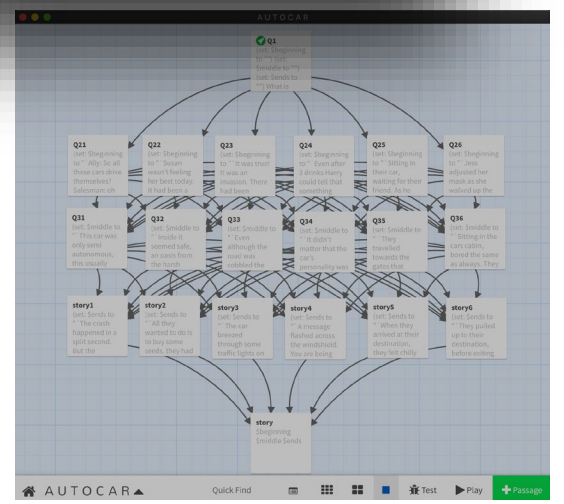 AUTOCAR
Q1
(set: $beginning
to "") (set:
$middle to "")
(set: $ends to
"") What is
Q21
(set: $beginning
to "` Ally: So all
these cars drive
themselves?
Salesman: oh
Q22
(set: $beginning
to "` Susan
wasn't feeling
her best today.
It had been a
Q23
(set: $beginning
to "` It was trust
It was an
invasion. There
had been
Q24
(set: $beginning
to "` Even after
3 drinks Harry
could tell that
something
Q25
(set: $beginning
to "` Sitting in
their car,
waiting for their
friend. As he
Q26
(set: $beginning
to "` Jess
adjusted her
mask as she
walked up the
Q31
(set: $middle to
"` This car was
only semi
autonomous,
this usually
Q32
(set: $middle to
"` Inside it
seemed safe,
an oasis from
the harsh
Q33
(set: $middle to
"` Even
although the
road was
cobbled the
Q34
(set: $middle to
"` It didn't
matter that the
car's
personality was
Q35
(set: $middle to
"` They
travelled
towards the
gates that
Q36
(set: $middle to
"` Sitting in the
cars cabin,
bored the same
as always. They
story1
(set: $ends to
"` The crash
happened in a
split second.
But the
story2
(set: $ends to
"` All they
wanted to do is
to buy some
seeds, they had
story3
(set: $ends to
"` The car
breezed
through some
traffic lights on
story4
(set: $ends to
"` A message
flashed across
the windshield.
You are being
story5
(set: $ends to
"` When they
arrived at their
destination,
they felt chilly
story6
(set: $ends to
"` They pulled
up to their
destination,
before exiting
story
$beginning
$middle $ends
AUTOCAR
Quick Find
Test
Play
+ Passage